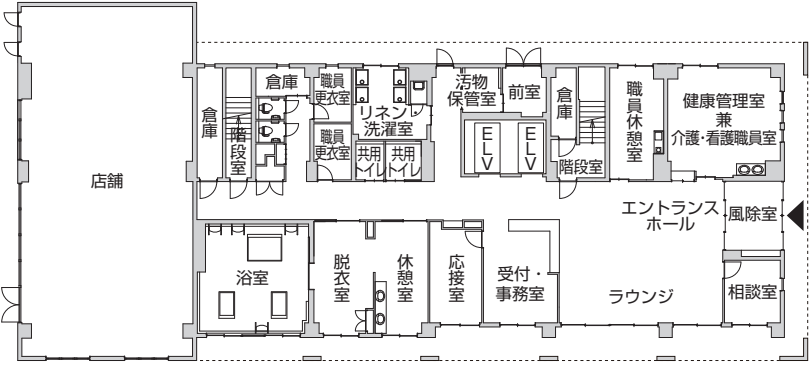 店舗
倉庫
階段室
倉庫
職員
更衣室
職員
更衣室
リネン・
洗濯室
共用
トイレ
共用
トイレ
汚物
保管室
前室
ELV
ELV
倉庫
階段室
職員休憩室
健康管理室
兼
介護・看護職員室
エントランス
ホール
風除室
浴室
脱衣室
休憩室
応接室
受付・
事務室
ラウンジ
相談室